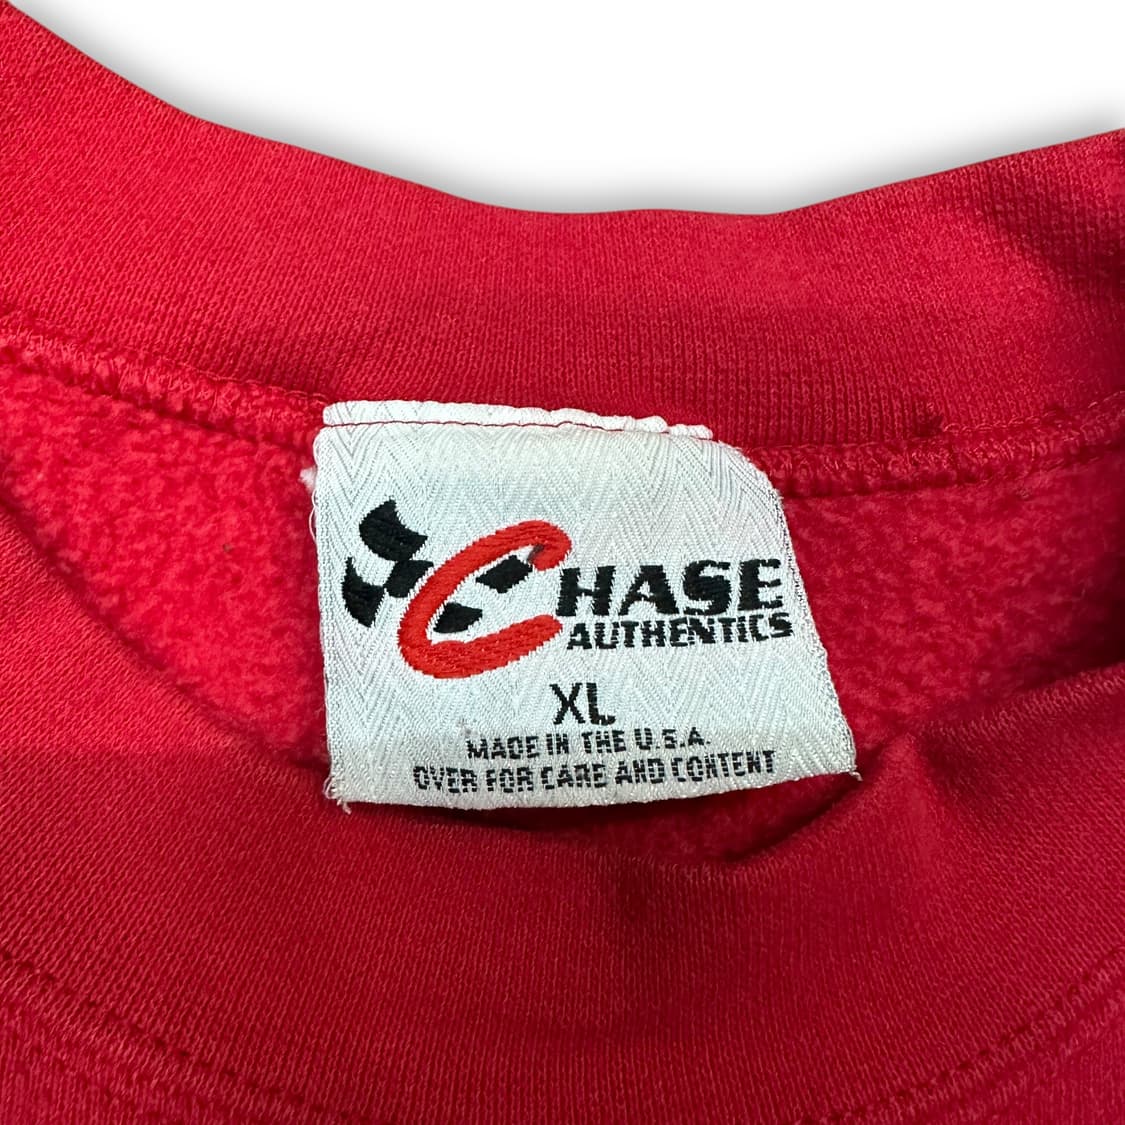 CHASE
AUTHENTICS
XL
MADE IN THE U.S.A.
OVER FOR CARE AND CONTENT